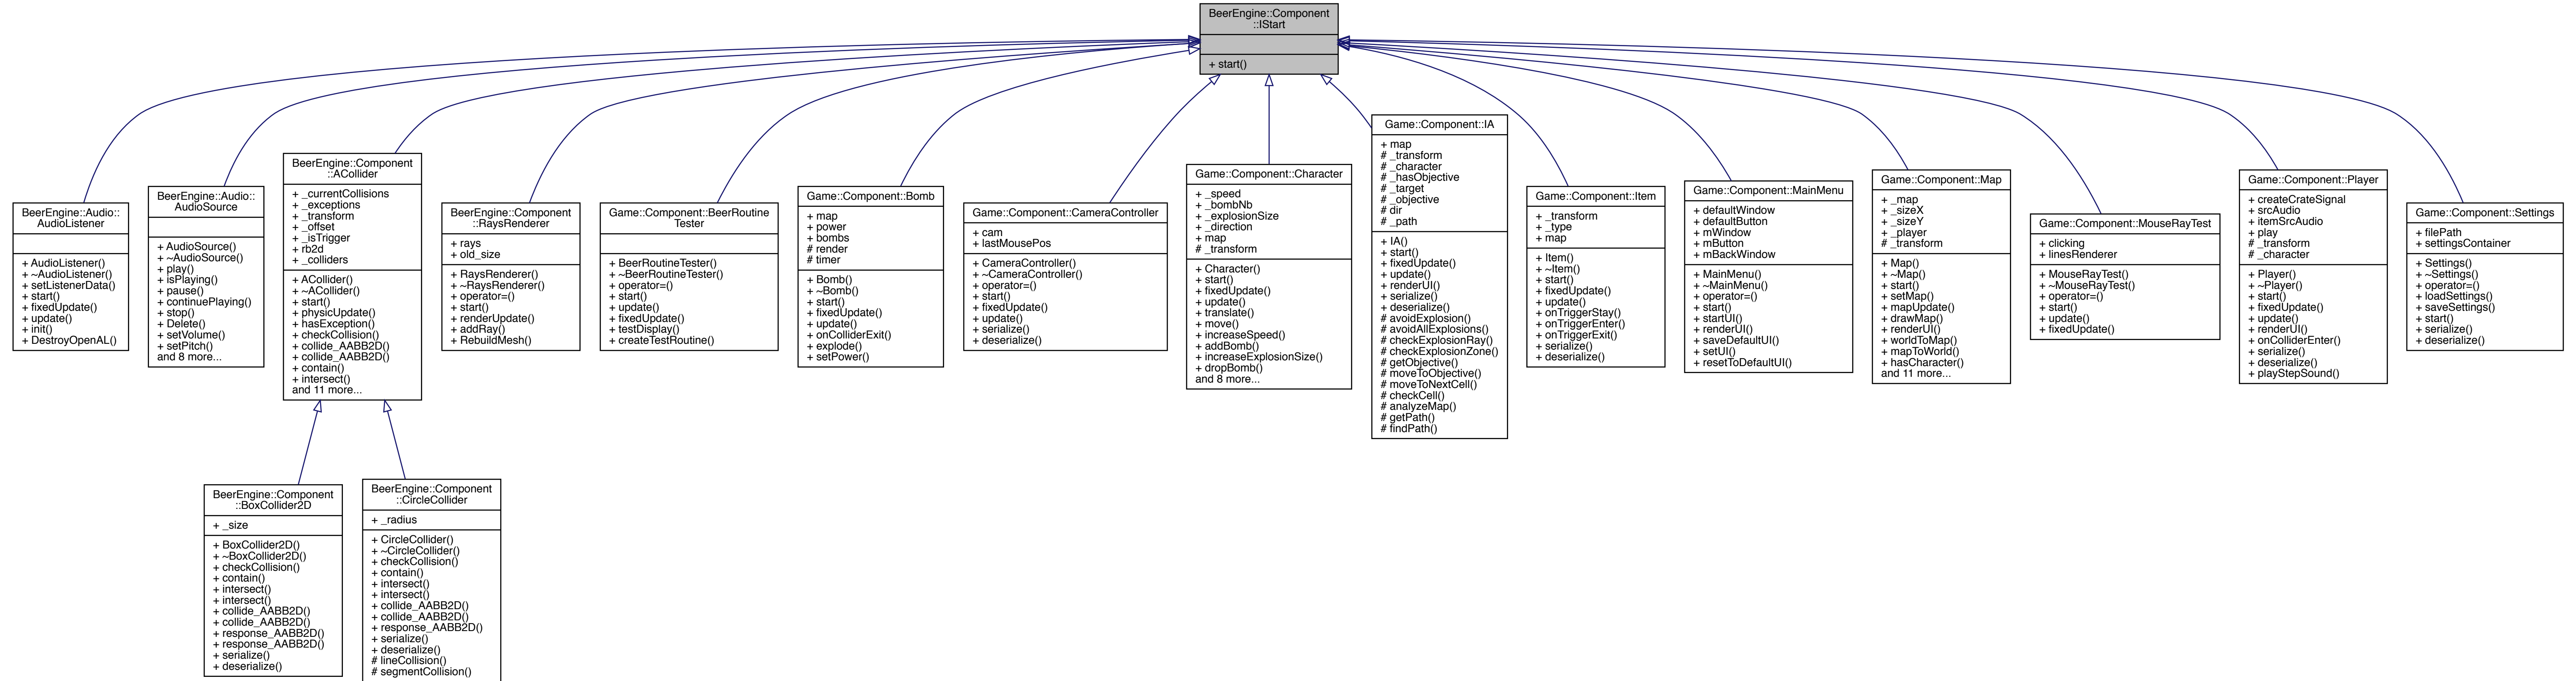 BeerEngine::Component
::IStart
+ start()
BeerEngine::Audio::
AudioListener
+ AudioListener()
+ ~AudioListener()
+ setListenerData()
+ start()
+ fixedUpdate()
+ update()
+ init()
+ DestroyOpenAL()
BeerEngine::Audio::
AudioSource
+ AudioSource()
+ ~AudioSource()
+ play()
+ isPlaying()
+ pause()
+ continuePlaying()
+ stop()
+ Delete()
+ setVolume()
+ setPitch()
and 8 more...
BeerEngine::Component
::ACollider
+ _currentCollisions
+ _exceptions
+ _transform
+ _offset
+ _isTrigger
+ rb2d
+ _colliders
+ ACollider()
+ ~ACollider()
+ start()
+ physicUpdate()
+ hasException()
+ checkCollision()
+ collide_AABB2D()
+ collide_AABB2D()
+ contain()
+ intersect()
and 11 more...
BeerEngine::Component
::RaysRenderer
+ rays
+ old_size
+ RaysRenderer()
+ ~RaysRenderer()
+ operator=()
+ start()
+ renderUpdate()
+ addRay()
+ RebuildMesh()
Game::Component::BeerRoutine
Tester
+ BeerRoutineTester()
+ ~BeerRoutineTester()
+ operator=()
+ start()
+ update()
+ fixedUpdate()
+ testDisplay()
+ createTestRoutine()
Game::Component::Bomb
+ map
+ power
+ bombs
# render
# timer
+ Bomb()
+ ~Bomb()
+ start()
+ fixedUpdate()
+ update()
+ onColliderExit()
+ explode()
+ setPower()
Game::Component::CameraController
+ cam
+ lastMousePos
+ CameraController()
+ ~CameraController()
+ operator=()
+ start()
+ fixedUpdate()
+ update()
+ serialize()
+ deserialize()
Game::Component::Character
+ _speed
+ _bombNb
+ _explosionSize
+ _direction
+ map
# _transform
+ Character()
+ start()
+ fixedUpdate()
+ update()
+ translate()
+ move()
+ increaseSpeed()
+ addBomb()
+ increaseExplosionSize()
+ dropBomb()
and 8 more...
Game::Component::IA
+ map
# _transform
# _character
# _hasObjective
# _target
# _objective
# dir
# _path
+ IA()
+ start()
+ fixedUpdate()
+ update()
+ renderUI()
+ serialize()
+ deserialize()
# avoidExplosion()
# avoidAllExplosions()
# checkExplosionRay()
# checkExplosionZone()
# getObjective()
# moveToObjective()
# moveToNextCell()
# checkCell()
# analyzeMap()
# getPath()
# findPath()
Game::Component::Item
+ _transform
+ _type
+ map
+ Item()
+ ~Item()
+ start()
+ fixedUpdate()
+ update()
+ onTriggerStay()
+ onTriggerEnter()
+ onTriggerExit()
+ serialize()
+ deserialize()
Game::Component::MainMenu
+ defaultWindow
+ defaultButton
+ mWindow
+ mButton
+ mBackWindow
+ MainMenu()
+ ~MainMenu()
+ operator=()
+ start()
+ startUI()
+ renderUI()
+ saveDefaultUI()
+ setUI()
+ resetToDefaultUI()
Game::Component::Map
+ _map
+ _sizeX
+ _sizeY
+ _player
# _transform
+ Map()
+ ~Map()
+ start()
+ setMap()
+ mapUpdate()
+ drawMap()
+ renderUI()
+ worldToMap()
+ mapToWorld()
+ hasCharacter()
and 11 more...
Game::Component::MouseRayTest
+ clicking
+ linesRenderer
+ MouseRayTest()
+ ~MouseRayTest()
+ operator=()
+ start()
+ update()
+ fixedUpdate()
Game::Component::Player
+ createCrateSignal
+ srcAudio
+ itemSrcAudio
+ play
# _transform
# _character
+ Player()
+ ~Player()
+ start()
+ fixedUpdate()
+ update()
+ renderUI()
+ onColliderEnter()
+ serialize()
+ deserialize()
+ playStepSound()
Game::Component::Settings
+ filePath
+ settingsContainer
+ Settings()
+ ~Settings()
+ operator=()
+ loadSettings()
+ saveSettings()
+ start()
+ serialize()
+ deserialize()
BeerEngine::Component
::BoxCollider2D
+ _size
+ BoxCollider2D()
+ ~BoxCollider2D()
+ checkCollision()
+ contain()
+ intersect()
+ intersect()
+ collide_AABB2D()
+ collide_AABB2D()
+ response_AABB2D()
+ response_AABB2D()
+ serialize()
+ deserialize()
BeerEngine::Component
::CircleCollider
+ _radius
+ CircleCollider()
+ ~CircleCollider()
+ checkCollision()
+ contain()
+ intersect()
+ intersect()
+ collide_AABB2D()
+ collide_AABB2D()
+ response_AABB2D()
+ serialize()
+ deserialize()
# lineCollision()
# segmentCollision()